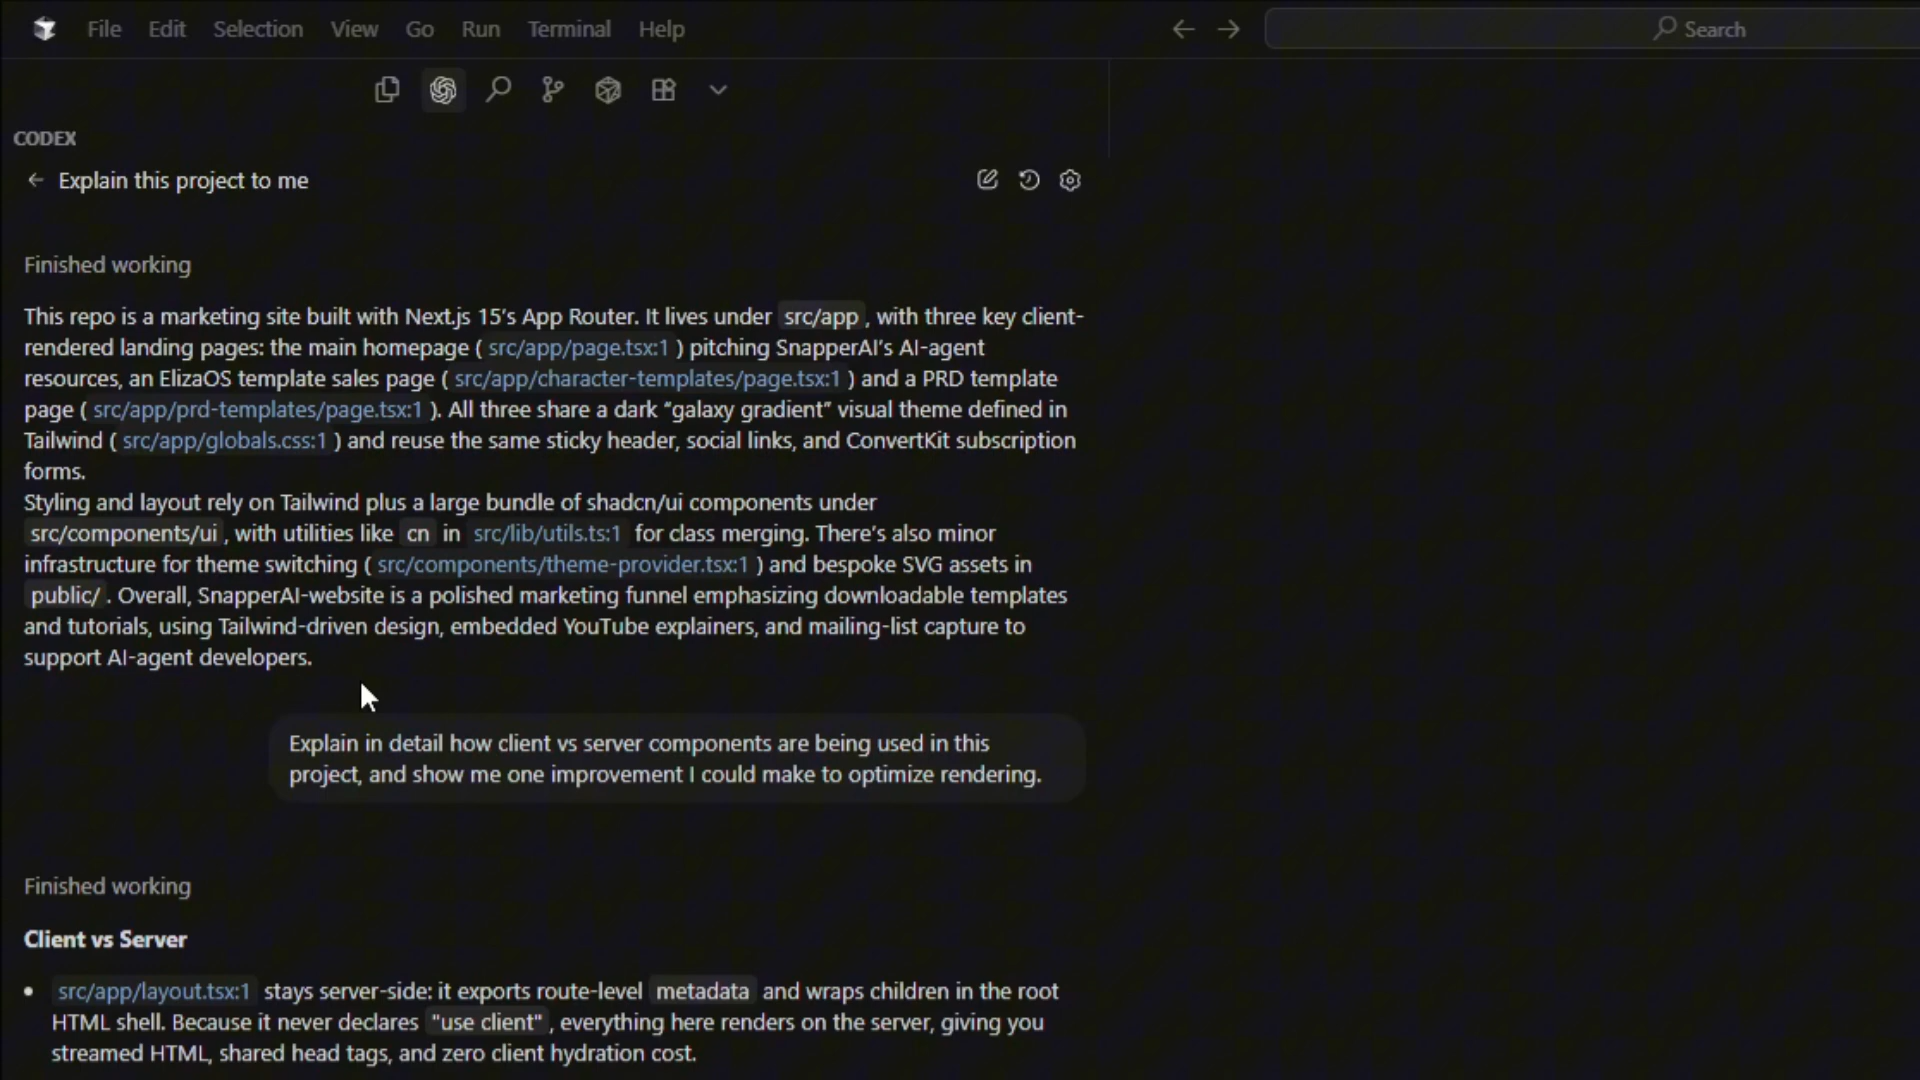 File Edit Selection View Go Run Terminal Help Search
CODEX
Explain this project to me
Finished working
This repo is a marketing site built with Next.js 15's App Router. It lives under src/app, with three key client-
rendered landing pages: the main homepage ( src/app/page.tsx:1 ) pitching SnapperAI's AI-agent
resources, an ElizaOS template sales page ( src/app/character-templates/page.tsx:1 ) and a PRD template
page ( src/app/prd-templates/page.tsx:1 ). All three share a dark “galaxy gradient” visual theme defined in
Tailwind ( src/app/globals.css:1 ) and reuse the same sticky header, social links, and ConvertKit subscription
forms.
Styling and layout rely on Tailwind plus a large bundle of shadcn/ui components under
src/components/ui , with utilities like cn in src/lib/utils.ts:1 for class merging. There's also minor
infrastructure for theme switching ( src/components/theme-provider.tsx:1 ) and bespoke SVG assets in
public/ . Overall, SnapperAI-website is a polished marketing funnel emphasizing downloadable templates
and tutorials, using Tailwind-driven design, embedded YouTube explainers, and mailing-list capture to
support AI-agent developers.
Explain in detail how client vs server components are being used in this
project, and show me one improvement I could make to optimize rendering.
Finished working
Client vs Server
• src/app/layout.tsx:1 stays server-side: it exports route-level metadata and wraps children in the root
HTML shell. Because it never declares "use client" , everything here renders on the server, giving you
streamed HTML, shared head tags, and zero client hydration cost.